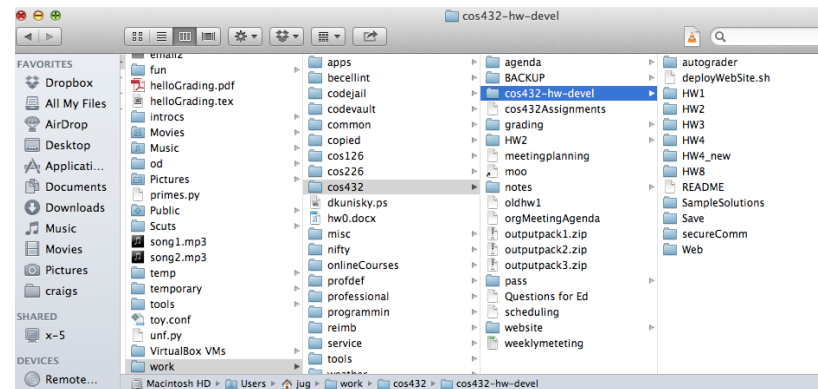 cos432-hw-devel
FAVORITES
Dropbox
All My Files
AirDrop
Desktop
Applicati...
Documents
Downloads
Music
Movies
Pictures
craigs
SHARED
x-5
DEVICES
Remote...
email2
fun
helloGrading.pdf
helloGrading.tex
introcs
Movies
Music
od
Pictures
primes.py
Public
Scuts
song1.mp3
song2.mp3
temp
temporary
tools
toy.conf
unf.py
VirtualBox VMs
work
apps
becellint
codejail
codevault
common
copied
cos126
cos226
cos432
dkunisky.ps
hw0.docx
misc
nifty
onlineCourses
profdef
professional
programmin
reimb
service
tools
weather
agenda
BACKUP
cos432-hw-devel
cos432Assignments
grading
HW2
meetingplanning
moo
notes
oldhw1
orgMeetingAgenda
outputpack1.zip
outputpack2.zip
outputpack3.zip
pass
Questions for Ed
scheduling
website
weeklymeteting
autograder
deployWebSite.sh
HW1
HW2
HW3
HW4
HW4_new
HW8
README
SampleSolutions
Save
secureComm
Web
Macintosh HD ▸ Users ▸ jug ▸ work ▸ cos432 ▸ cos432-hw-devel